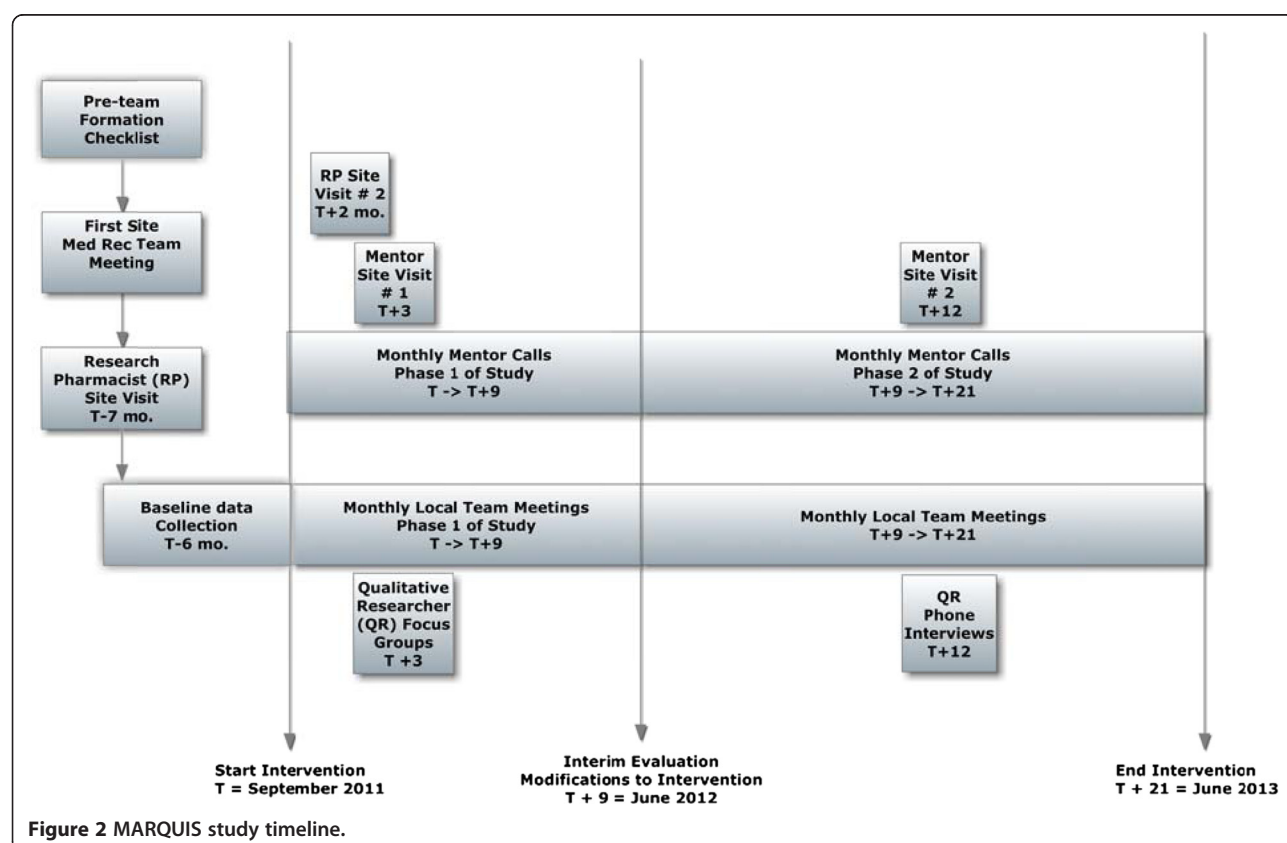 Pre-team
Formation
Checklist
First Site
Med Rec Team
Meeting
Research
Pharmacist (RP)
Site Visit
T-7 mo.
Baseline data
Collection
T-6 mo.
RP Site
Visit # 2
T+2 mo.
Mentor
Site Visit
# 1
T+3
Mentor
Site Visit
# 2
T+12
Monthly Mentor Calls
Phase 1 of Study
T -> T+9
Monthly Mentor Calls
Phase 2 of Study
T+9 -> T+21
Monthly Local Team Meetings
Phase 1 of Study
T -> T+9
Monthly Local Team Meetings
T+9 -> T+21
Qualitative
Researcher
(QR) Focus
Groups
T +3
QR
Phone
Interviews
T+12
Start Intervention
T = September 2011
Interim Evaluation
Modifications to Intervention
T + 9 = June 2012
End Intervention
T + 21 = June 2013
Figure 2 MARQUIS study timeline.